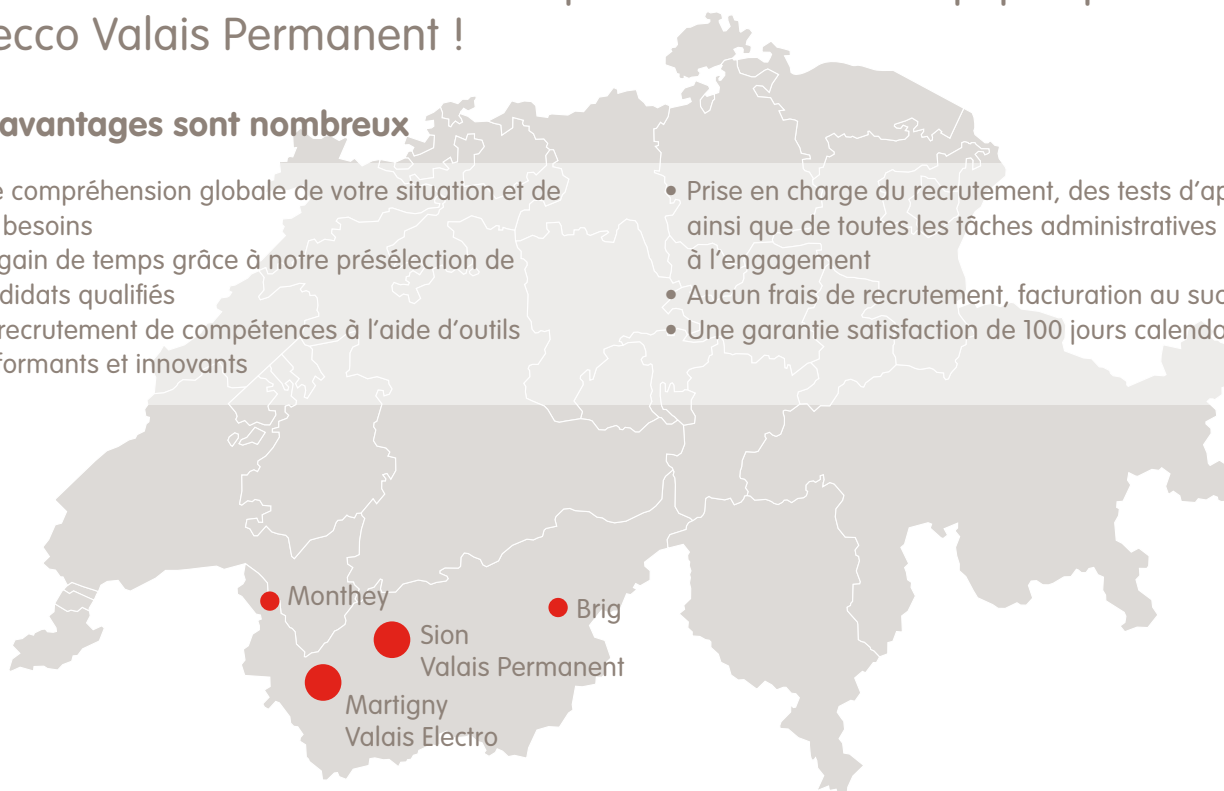 ecco Valais Permanent !
avantages sont nombreux
compréhension globale de votre situation et de
besoins
gain de temps grâce à notre présélection de
didats qualifiés
recrutement de compétences à l’aide d’outils
formants et innovants
• Prise en charge du recrutement, des tests d’ap
ainsi que de toutes les tâches administratives
à l’engagement
• Aucun frais de recrutement, facturation au suc
• Une garantie satisfaction de 100 jours calenda
Monthey
Brig
Sion
Valais Permanent
Martigny
Valais Electro